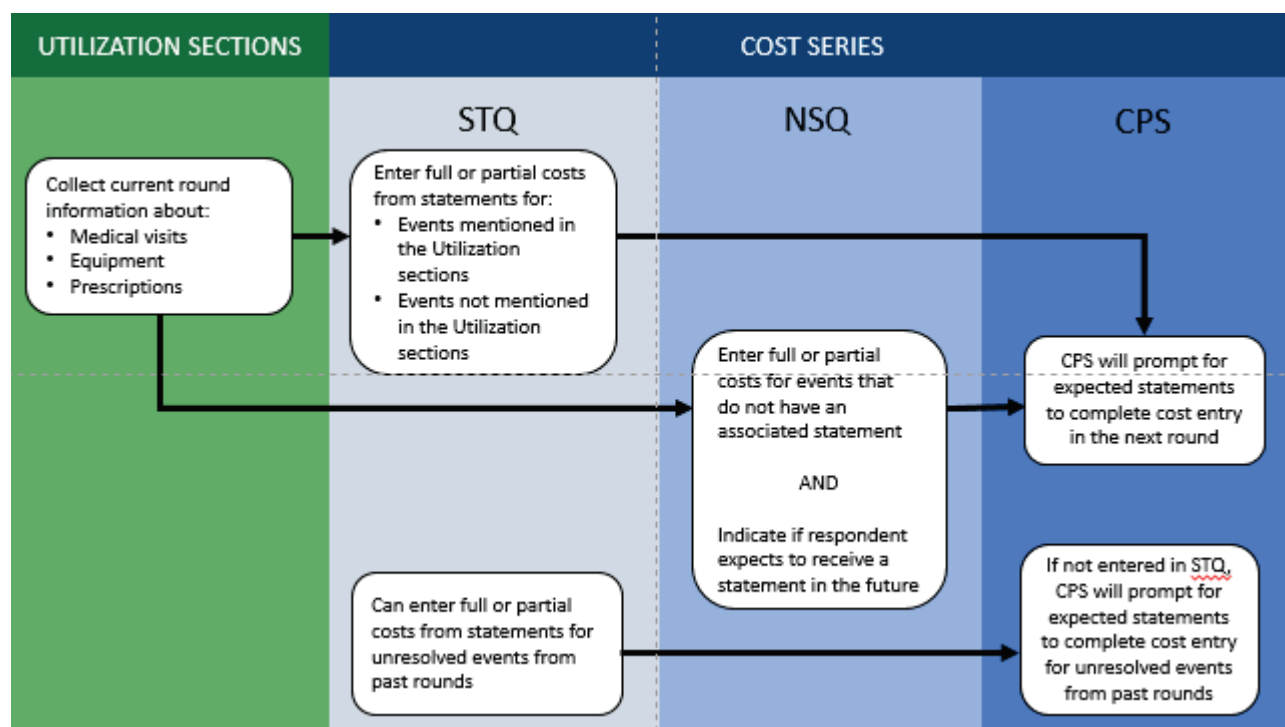 UTILIZATION SECTIONS
COST SERIES
STQ
NSQ
CPS
Collect current round
information about:
• Medical visits
• Equipment
• Prescriptions
Enter full or partial costs
from statements for:
• Events mentioned in
the Utilization
sections
• Events not mentioned
in the Utilization
sections
Enter full or partial
costs for events that
do not have an
associated statement
AND
Indicate if respondent
expects to receive a
statement in the future
CPS will prompt for
expected statements
to complete cost entry
in the next round
Can enter full or partial
costs from statements for
unresolved events from
past rounds
If not entered in STQ,
CPS will prompt for
expected statements
to complete cost entry
for unresolved events
from past rounds